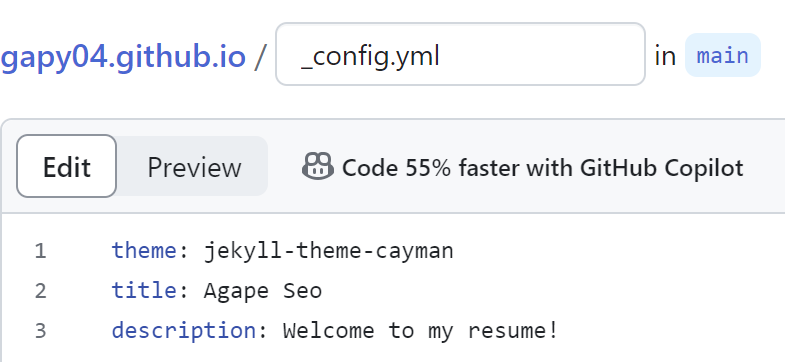 gapy04.github.io / _config.yml in main
Edit Preview Code 55% faster with GitHub Copilot
1 theme: jekyll-theme-cayman
2 title: Agape Seo
3 description: Welcome to my resume!